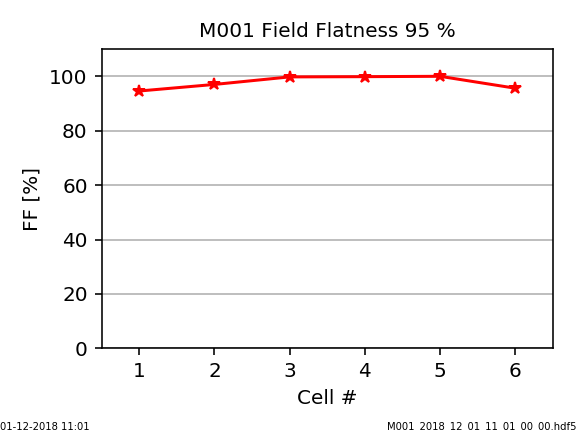 M001 Field Flatness 95 %
100
80
60
40
20
0
FF [%]
1 2 3 4 5 6
Cell #
01-12-2018 11:01
M001_2018_12_01_11_01_00_00.hdf5